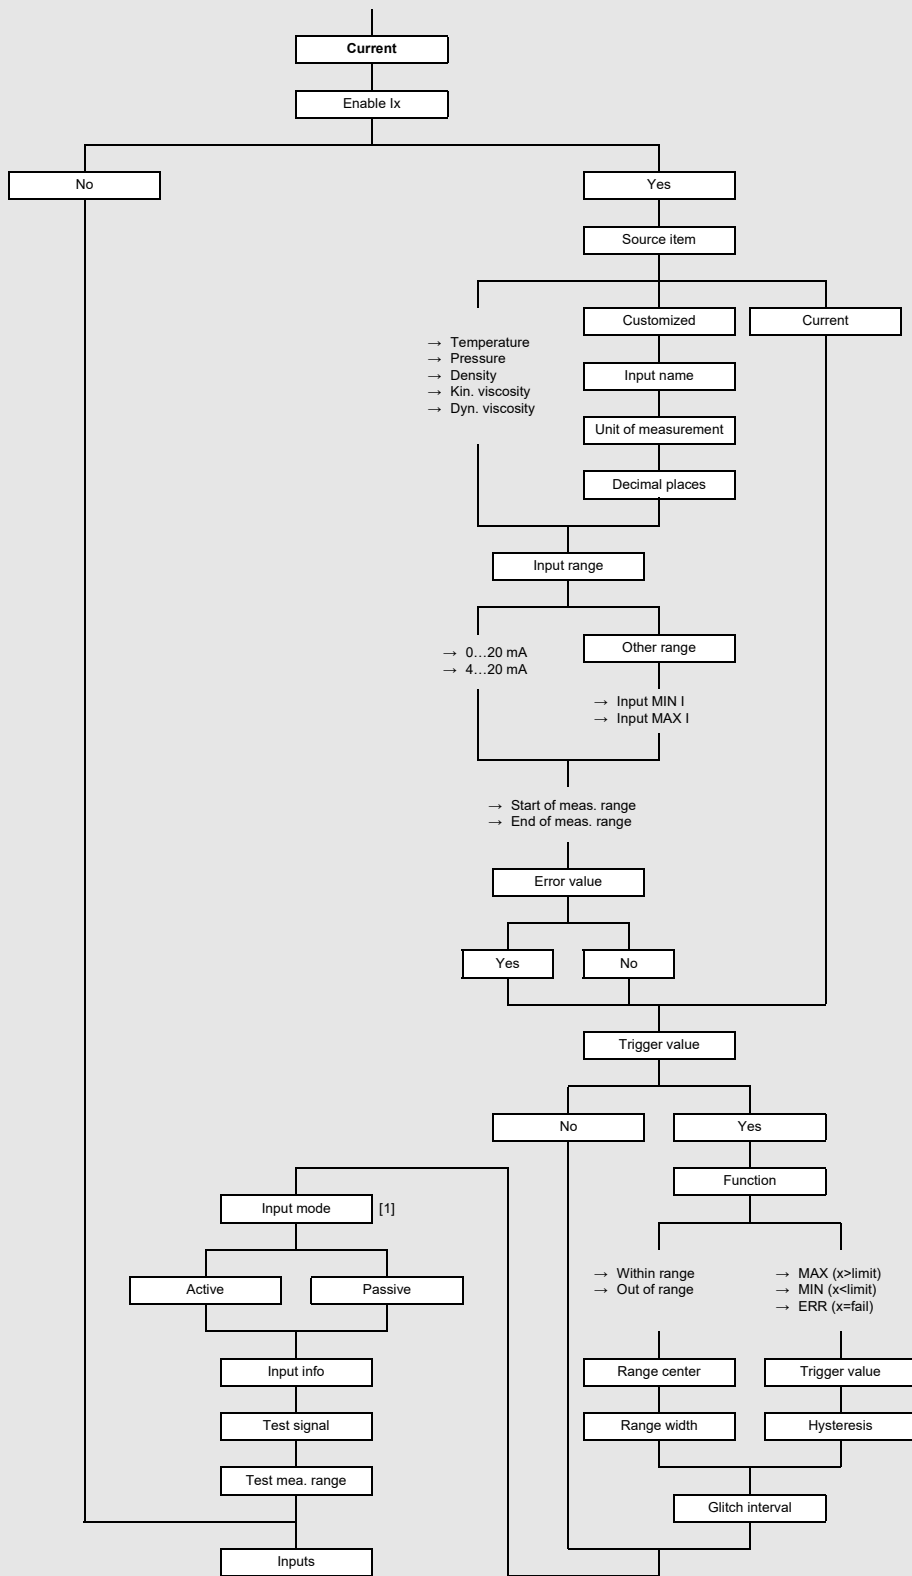 Current
Enable Ix
No
Yes
Source item
Customized
Current
→ Temperature
→ Pressure
→ Density
→ Kin. viscosity
→ Dyn. viscosity
Input name
Unit of measurement
Decimal places
Input range
→ 0…20 mA
→ 4…20 mA
Other range
→ Input MIN I
→ Input MAX I
→ Start of meas. range
→ End of meas. range
Error value
Yes
No
Trigger value
No
Yes
Function
→ Within range
→ Out of range
→ MAX (x>limit)
→ MIN (x<limit)
→ ERR (x=fail)
Range center
Trigger value
Range width
Hysteresis
Glitch interval
Input mode [1]
Active
Passive
Input info
Test signal
Test mea. range
Inputs